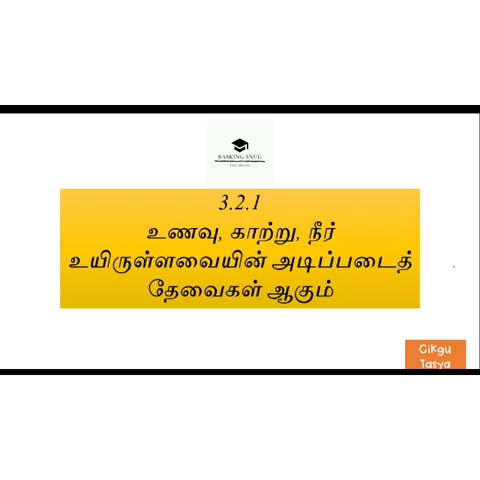 BASKING SNUG
3.2.1
உணவு, காற்று, நீர்
உயிருள்ளவையின் அடிப்படைத்
தேவைகள் ஆகும்
Cikgu
Tasya